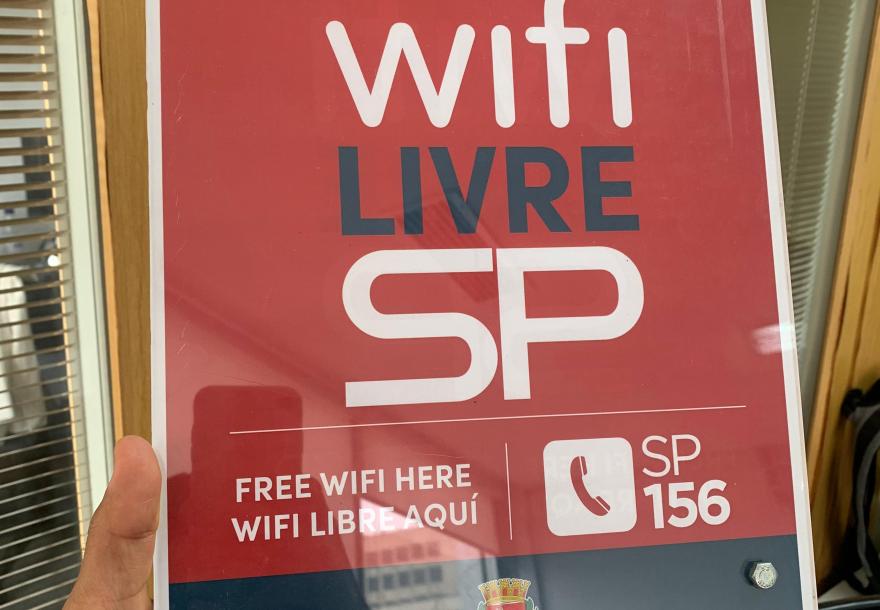 wifi
LIVRE
SP
FREE WIFI HERE
WIFI LIBRE AQUÍ
SP
156